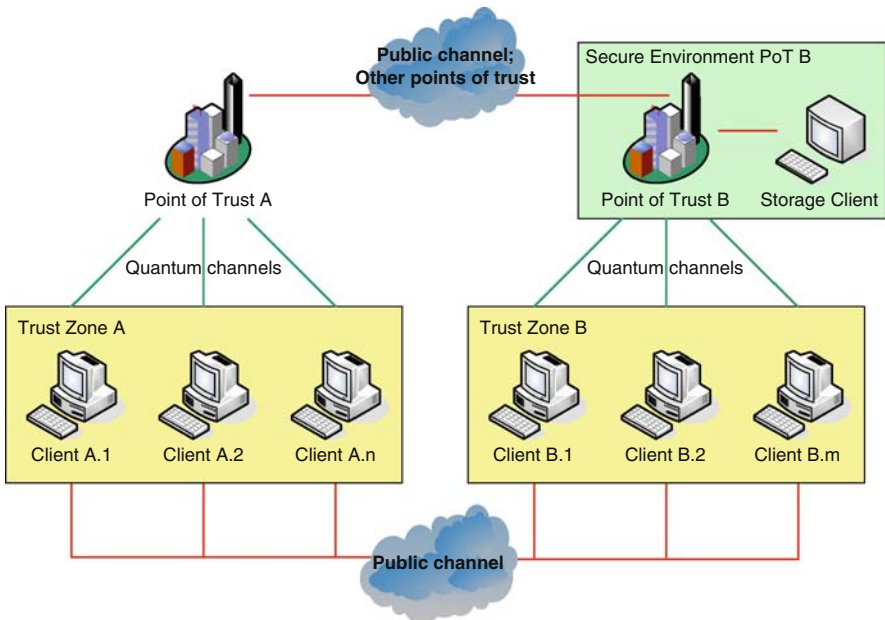 Public channel;
Other points of trust
Secure Environment PoT B
Point of Trust A
Point of Trust B
Storage Client
Quantum channels
Quantum channels
Trust Zone A
Client A.1
Client A.2
Client A.n
Trust Zone B
Client B.1
Client B.2
Client B.m
Public channel